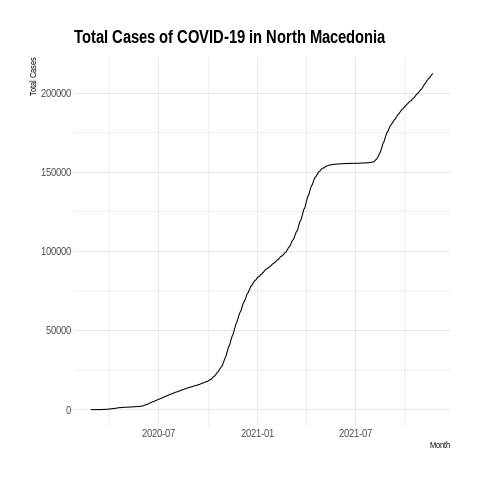 Total Cases of COVID-19 in North Macedonia
Total Cases
200000
150000
100000
50000
0
2020-07 2021-01 2021-07
Month